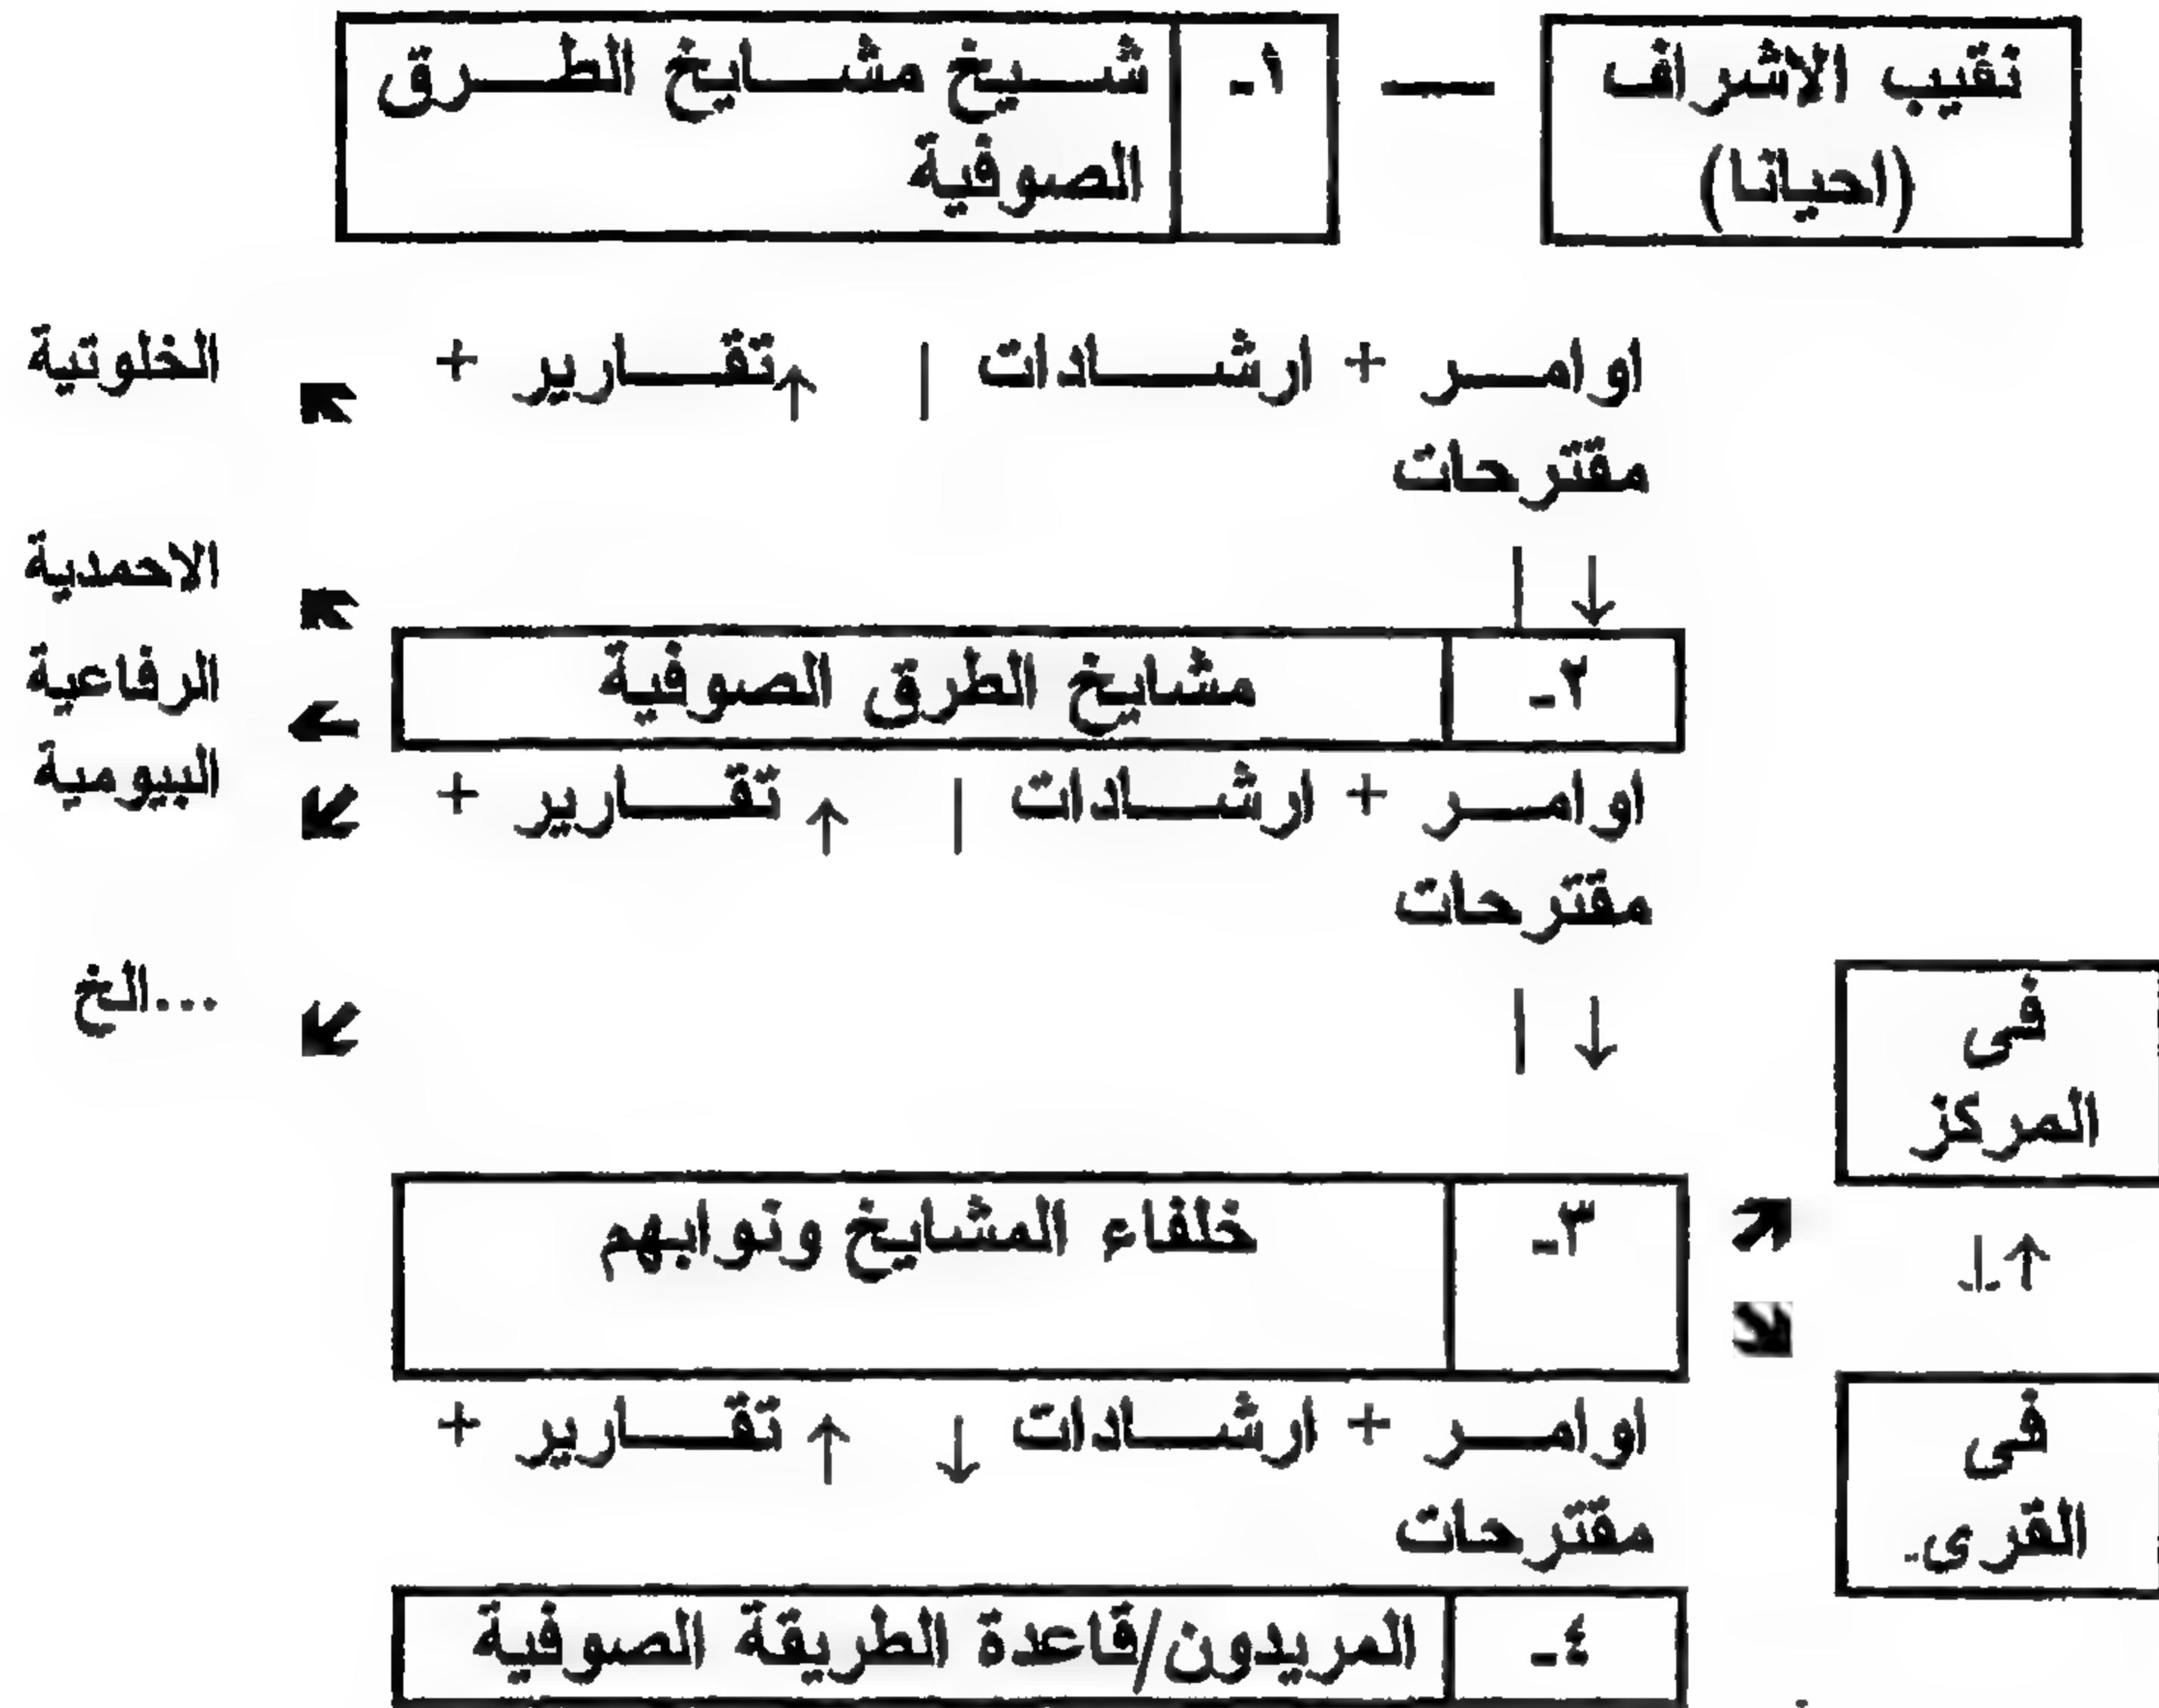 نقيب الاشراف
(احيانا)
١- شيخ مشايخ الطرق
الصوفية
اوامر + ارشادات | ↑ تقارير +
مقترحات
الخلوتية
الاحمدية
| ↓
٢- مشايخ الطرق الصوفية
الرفاعية
البيومية
اوامر + ارشادات | ↑ تقارير +
مقترحات
...الخ
| ↓
فى
المركز
٣- خلفاء المشايخ ونوابهم
اوامر + ارشادات ↓ ↑ تقارير +
مقترحات
فى
القرى-
٤- المريدون/قاعدة الطريقة الصوفية